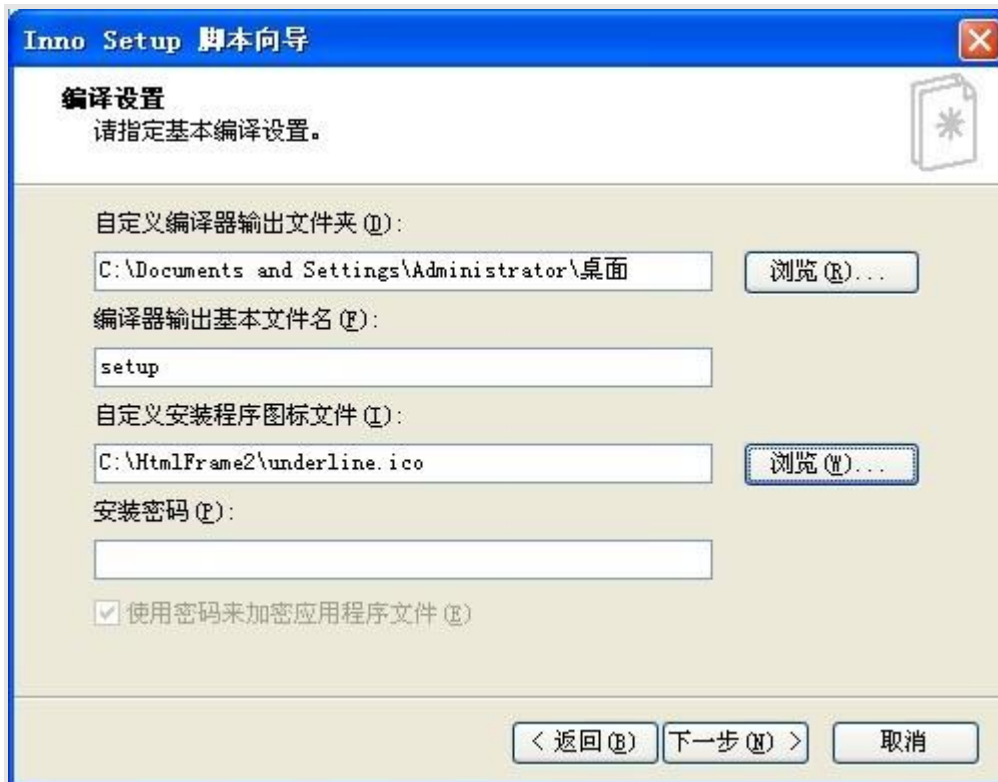 Inno Setup 脚本向导
编译设置
请指定基本编译设置。
自定义编译器输出文件夹(D):
C:\Documents and Settings\Administrator\桌面
浏览(R)...
编译器输出基本文件名(F):
setup
自定义安装程序图标文件(I):
C:\HtmlFrame2\underline.ico
浏览(W)...
安装密码(P):
使用密码来加密应用程序文件(E)
< 返回(B)
下一步(N) >
取消